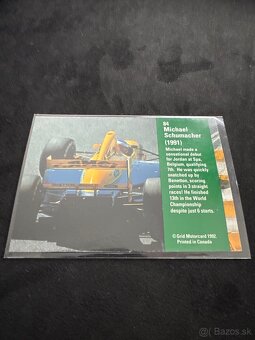 84
Michael
Schumacher
(1991)
Michael made a
sensational debut
for Jordan at Spa,
Belgium, qualifying
7th. He was quickly
snatched up by
Benetton, scoring
points in 3 straight
races! He finished
13th in the World
Championship
despite just 6 starts.
© Grid Motorcard 1992.
Printed in Canada
bazar.sk